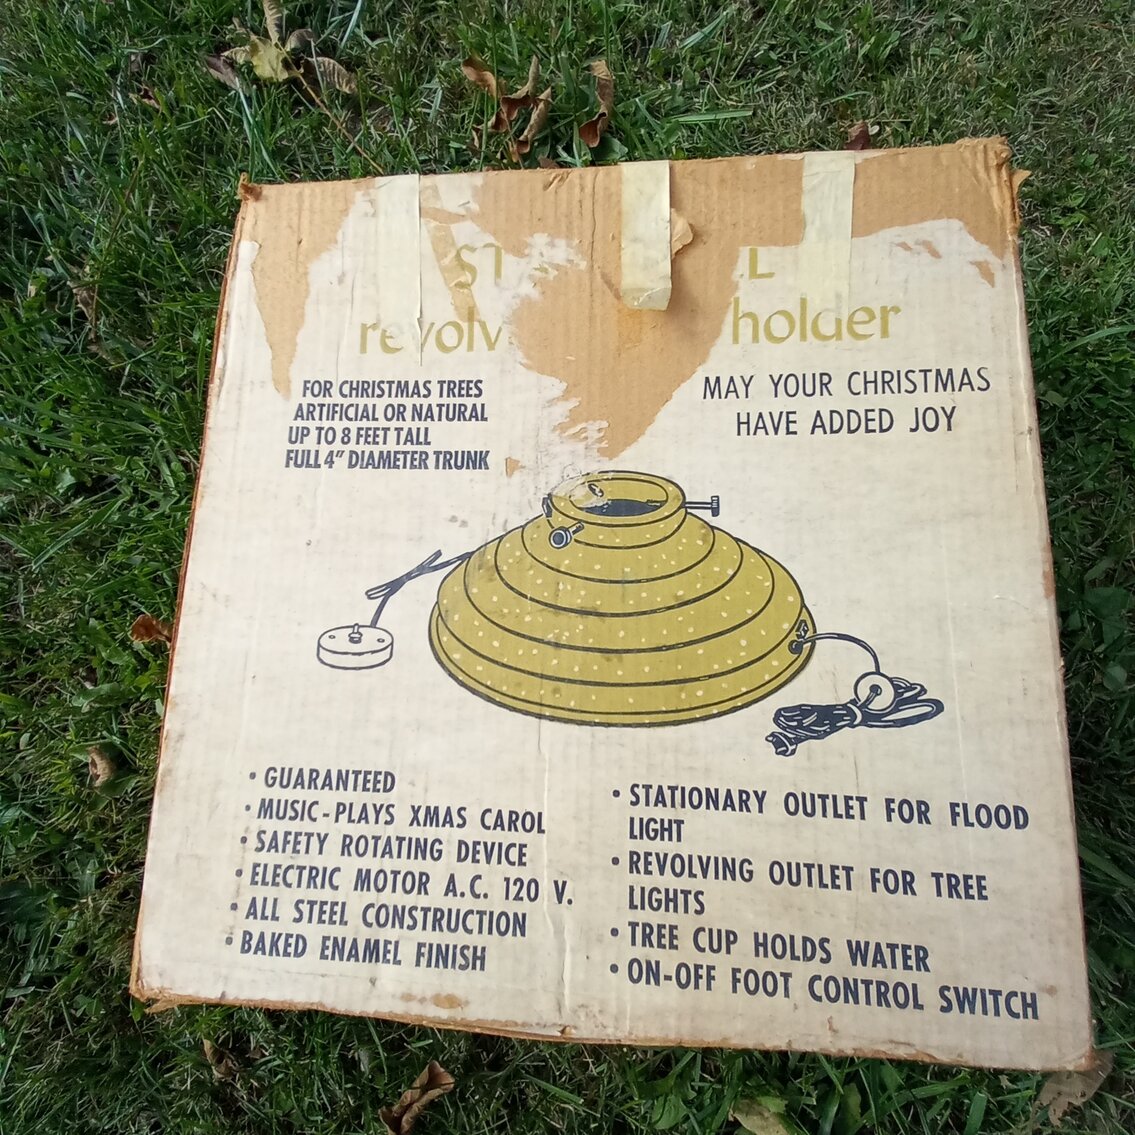 holder
FOR CHRISTMAS TREES
ARTIFICIAL OR NATURAL
UP TO 8 FEET TALL
FULL 4" DIAMETER TRUNK
MAY YOUR CHRISTMAS
HAVE ADDED JOY
• GUARANTEED
• MUSIC-PLAYS XMAS CAROL
• SAFETY ROTATING DEVICE
• ELECTRIC MOTOR A.C. 120 V.
• ALL STEEL CONSTRUCTION
• BAKED ENAMEL FINISH
• STATIONARY OUTLET FOR FLOOD
LIGHT
• REVOLVING OUTLET FOR TREE
LIGHTS
• TREE CUP HOLDS WATER
• ON-OFF FOOT CONTROL SWITCH